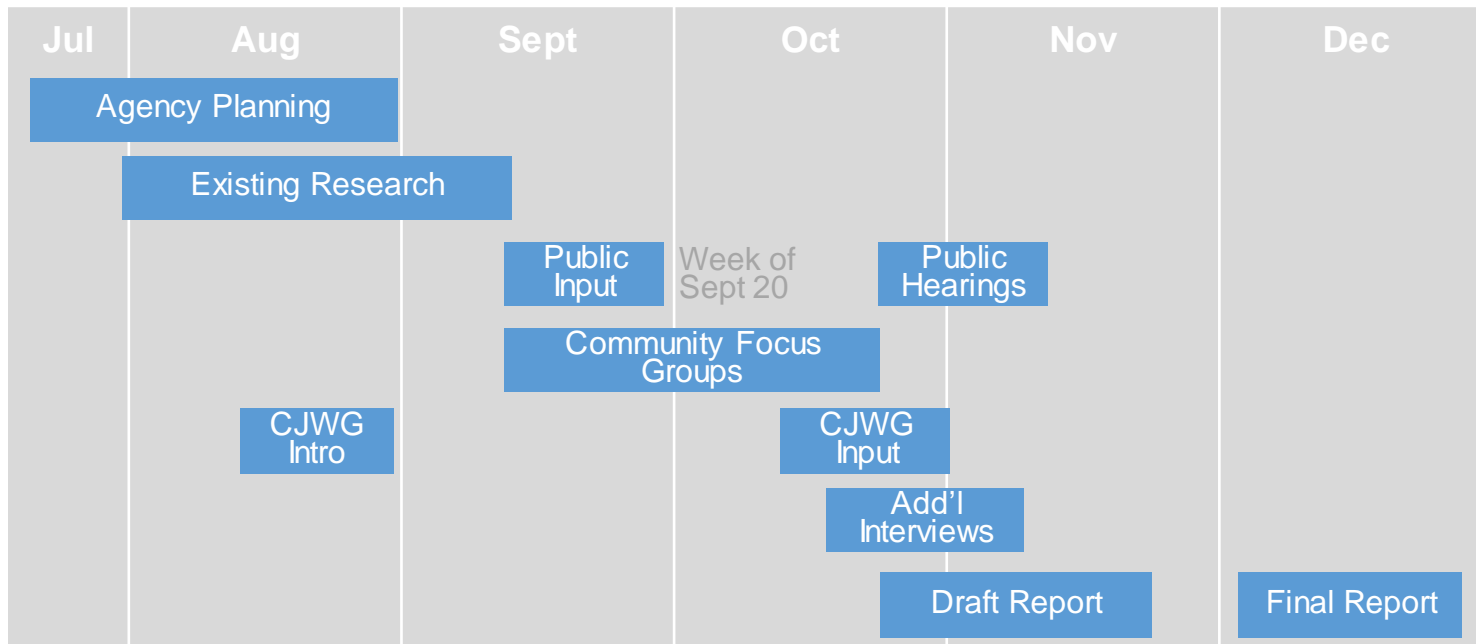 Jul Aug Sept Oct Nov Dec
Agency Planning
Existing Research
Public
Input
Week of
Sept 20
Public
Hearings
Community Focus
Groups
CJWG
Intro
CJWG
Input
Add'l
Interviews
Draft Report
Final Report